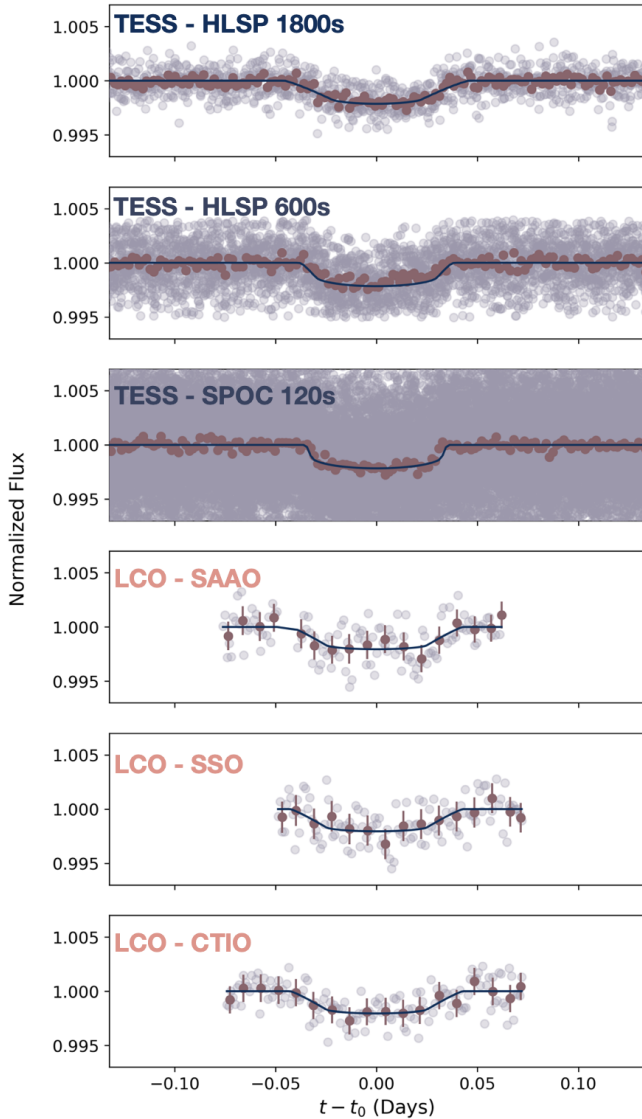 TESS - HLSP 1800s
1.005
1.000
0.995
TESS - HLSP 600s
1.005
1.000
0.995
TESS - SPOC 120s
1.005
1.000
0.995
Normalized Flux
LCO - SAAO
1.005
1.000
0.995
LCO - SSO
1.005
1.000
0.995
LCO - CTIO
1.005
1.000
0.995
−0.10 −0.05 0.00 0.05 0.10
t − t₀ (Days)